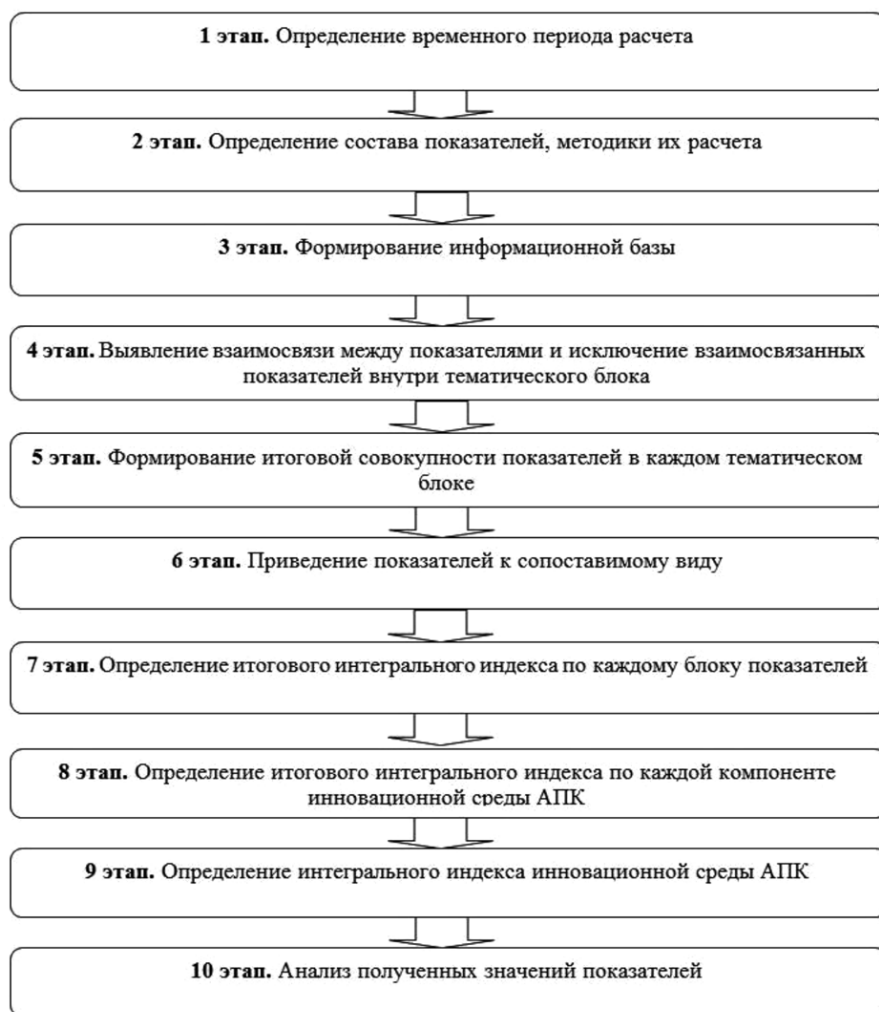 1 этап. Определение временного периода расчета
2 этап. Определение состава показателей, методики их расчета
3 этап. Формирование информационной базы
4 этап. Выявление взаимосвязи между показателями и исключение взаимосвязанных
показателей внутри тематического блока
5 этап. Формирование итоговой совокупности показателей в каждом тематическом
блоке
6 этап. Приведение показателей к сопоставимому виду
7 этап. Определение итогового интегрального индекса по каждому блоку показателей
8 этап. Определение итогового интегрального индекса по каждой компоненте
инновационной среды АПК
9 этап. Определение интегрального индекса инновационной среды АПК
10 этап. Анализ полученных значений показателей